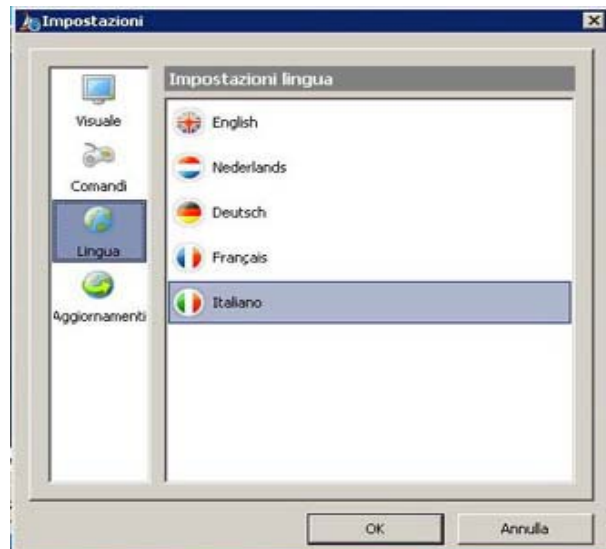 Impostazioni
Visuale
Comandi
Lingua
Aggiornamenti
Impostazioni lingua
English
Nederlands
Deutsch
Français
Italiano
OK
Annulla